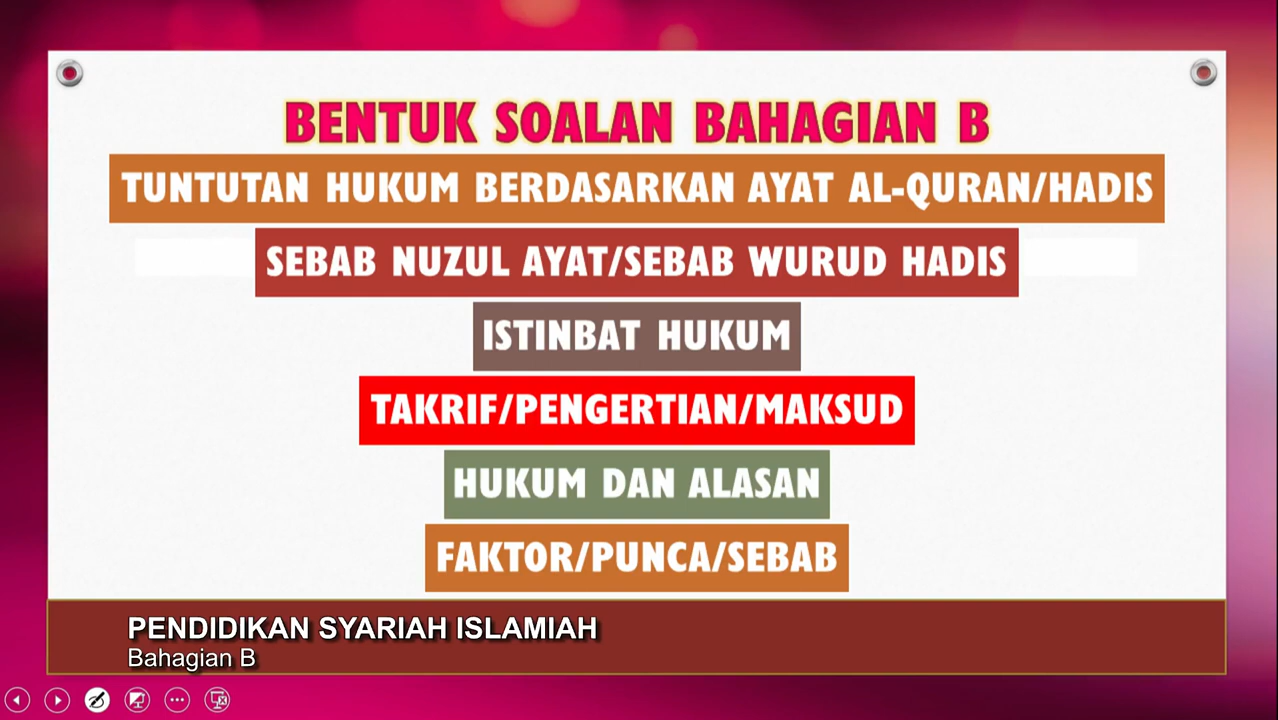 BENTUK SOALAN BAHAGIAN B
TUNTUTAN HUKUM BERDASARKAN AYAT AL-QURAN/HADIS
SEBAB NUZUL AYAT/SEBAB WURUD HADIS
ISTINBAT HUKUM
TAKRIF/PENGERTIAN/MAKSUD
HUKUM DAN ALASAN
FAKTOR/PUNCA/SEBAB
PENDIDIKAN SYARIAH ISLAMIAH
Bahagian B